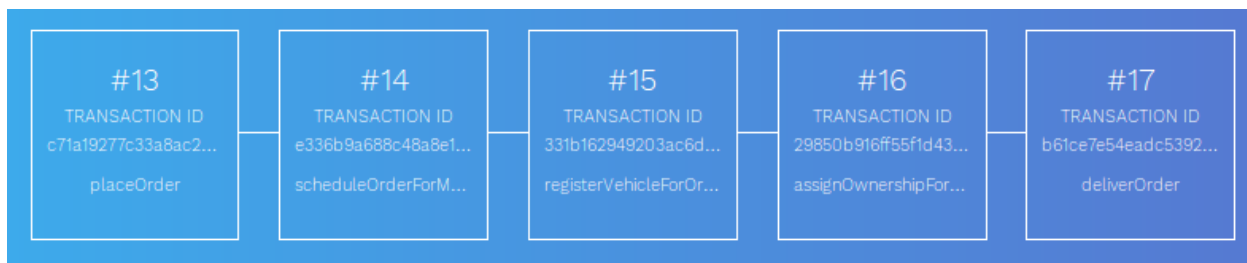 #13
TRANSACTION ID
c71a19277c33a8ac2...
placeOrder
#14
TRANSACTION ID
e336b9a688c48a8e1...
scheduleOrderForM...
#15
TRANSACTION ID
331b162949203ac6d...
registerVehicleForOr...
#16
TRANSACTION ID
29850b916ff55f1d43...
assignOwnershipFor...
#17
TRANSACTION ID
b61ce7e54eadc5392...
deliverOrder